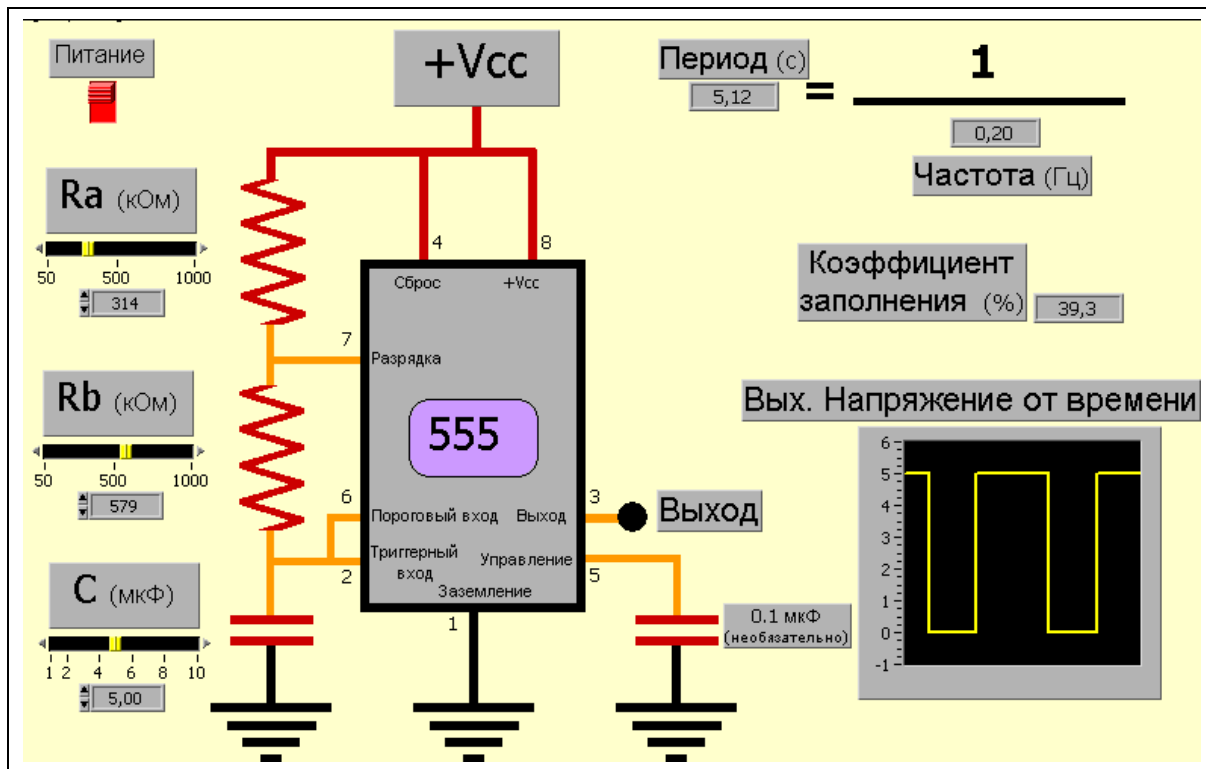 Питание
+Vcc
Период (с)
5,12
=
1
0,20
Частота (Гц)
Ra (кОм)
50 500 1000
314
4
8
Сброс
+Vcc
Коэффициент
заполнения (%)
39,3
7
Разрядка
Rb (кОм)
50 500 1000
579
555
Вых. Напряжение от времени
6
5
4
3
2
1
0
-1
6
Пороговый вход
Выход
3
Выход
Триггерный
вход
2
Управление
5
Заземление
1
C (мкФ)
1 2 4 6 8 10
5,00
0.1 мкФ
(необязательно)